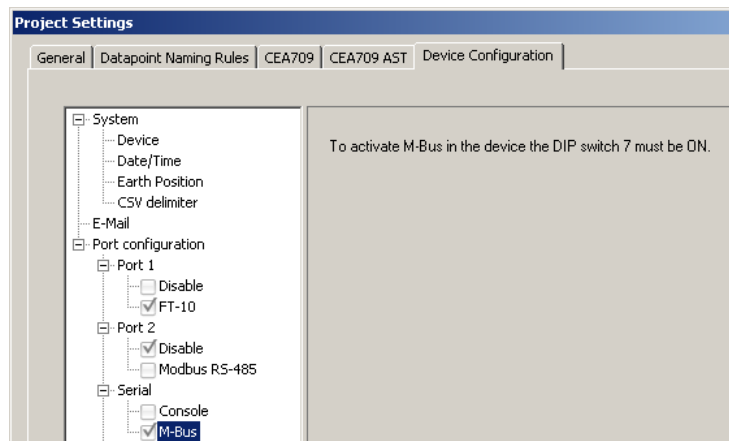 Project Settings
General Datapoint Naming Rules CEA709 CEA709 AST Device Configuration
System
Device
Date/Time
Earth Position
CSV delimiter
E-Mail
Port configuration
Port 1
Disable
FT-10
Port 2
Disable
Modbus RS-485
Serial
Console
M-Bus
To activate M-Bus in the device the DIP switch 7 must be ON.